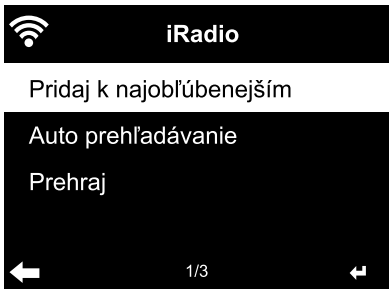 iRadio
Pridaj k najobľúbenejším
Auto prehľadávanie
Prehraj
1/3